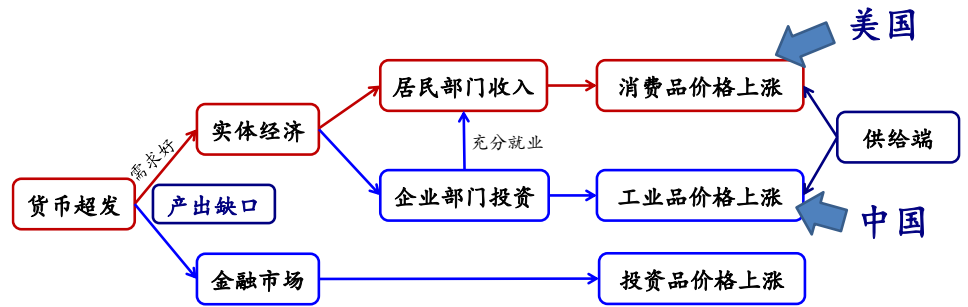 美国
居民部门收入
消费品价格上涨
实体经济
需求好
充分就业
供给端
货币超发
产出缺口
企业部门投资
工业品价格上涨
中国
金融市场
投资品价格上涨